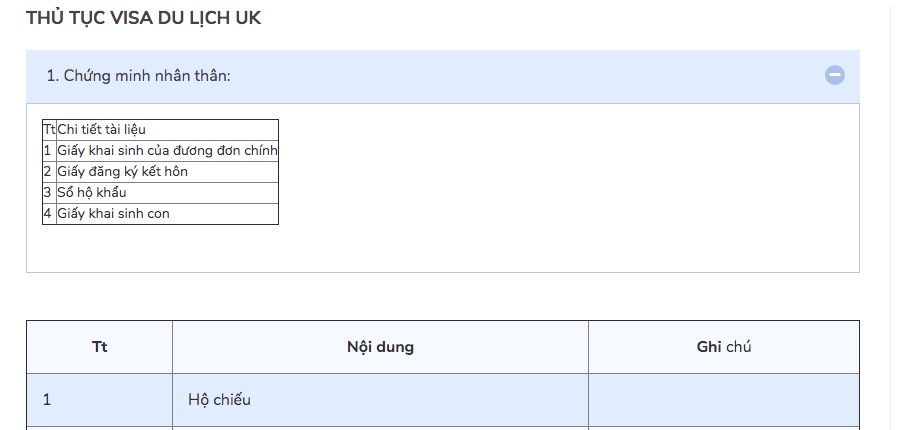 THỦ TỤC VISA DU LỊCH UK
1. Chứng minh nhân thân:
Tt Chi tiết tài liệu
1 Giấy khai sinh của đương đơn chính
2 Giấy đăng ký kết hôn
3 Sổ hộ khẩu
4 Giấy khai sinh con
Tt Nội dung Ghi chú
1 Hộ chiếu